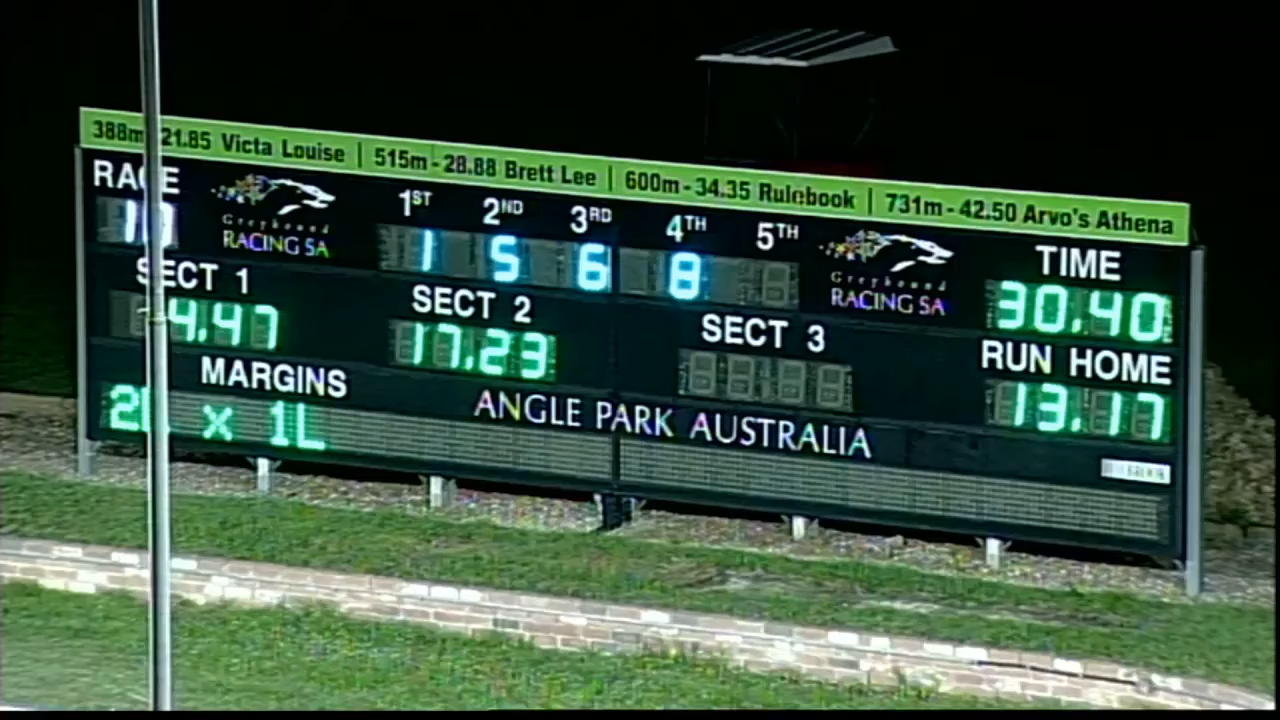 388m 21.85 Victa Louise | 515m - 28.88 Brett Lee | 600m - 34.35 Rulebook | 731m - 42.50 Arvo's Athena
RACE
Greyhound
RACING SA
1ST 2ND 3RD 4TH 5TH
1 5 6 8
Greyhound
RACING SA
TIME
30.40
SECT 1
4.47
SECT 2
17.23
SECT 3
RUN HOME
13.17
MARGINS
2L x 1L
ANGLE PARK AUSTRALIA